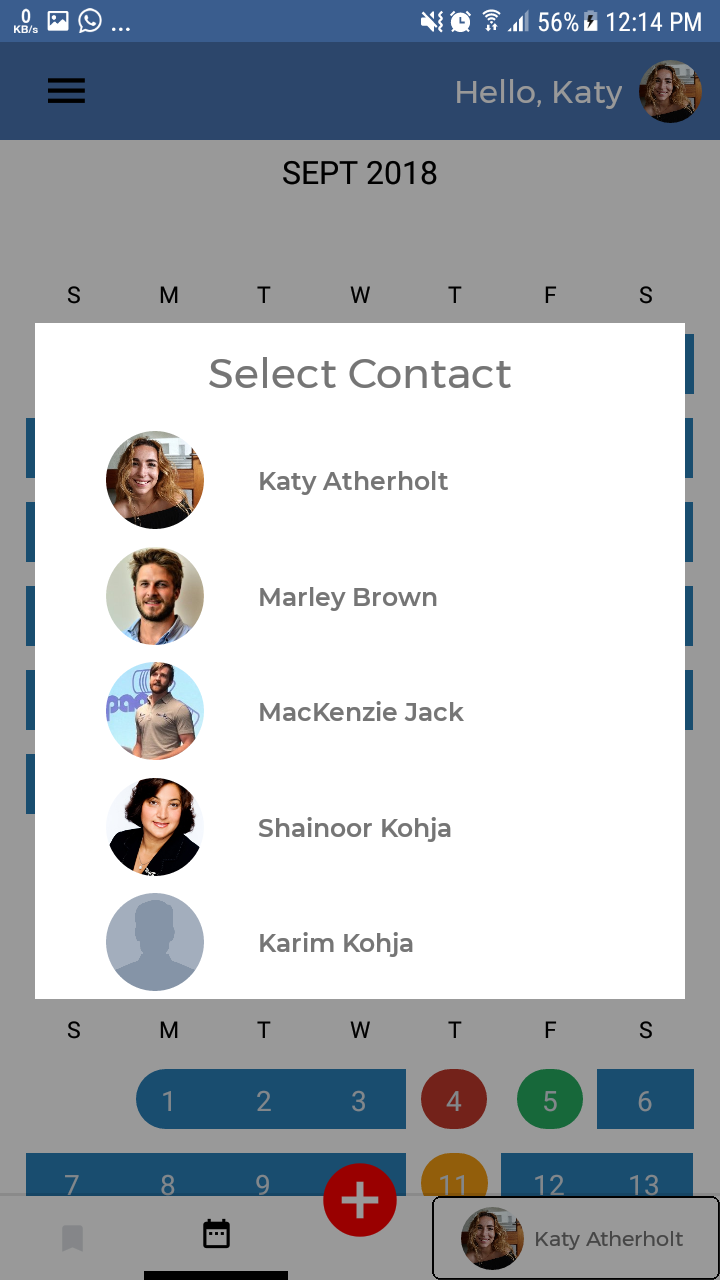 0
KB/s
... 56% 12:14 PM
Hello, Katy
SEPT 2018
S M T W T F S
Select Contact
Katy Atherholt
Marley Brown
MacKenzie Jack
Shainoor Kohja
Karim Kohja
S M T W T F S
1 2 3 4 5 6
7 8 9 11 12 13
Katy Atherholt